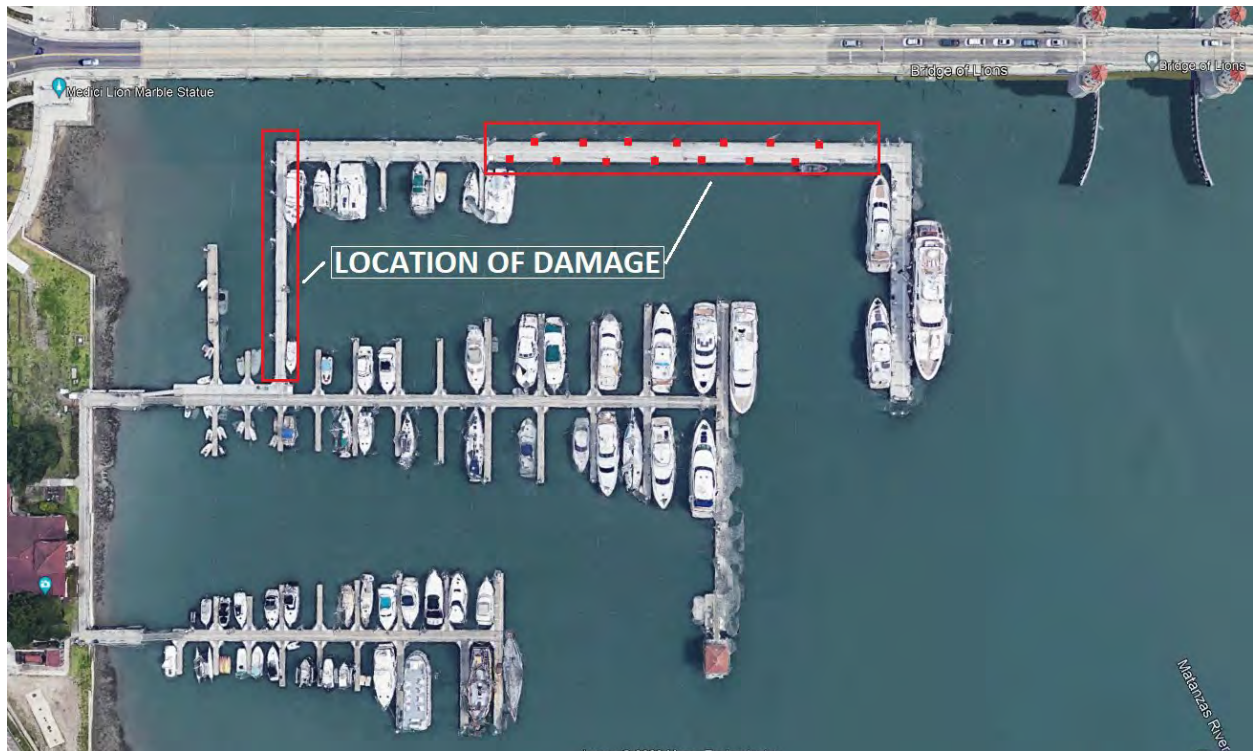 Bridge of Lions
Bridge of Lions
Medici Lion Marble Statue
LOCATION OF DAMAGE
Matanzas River